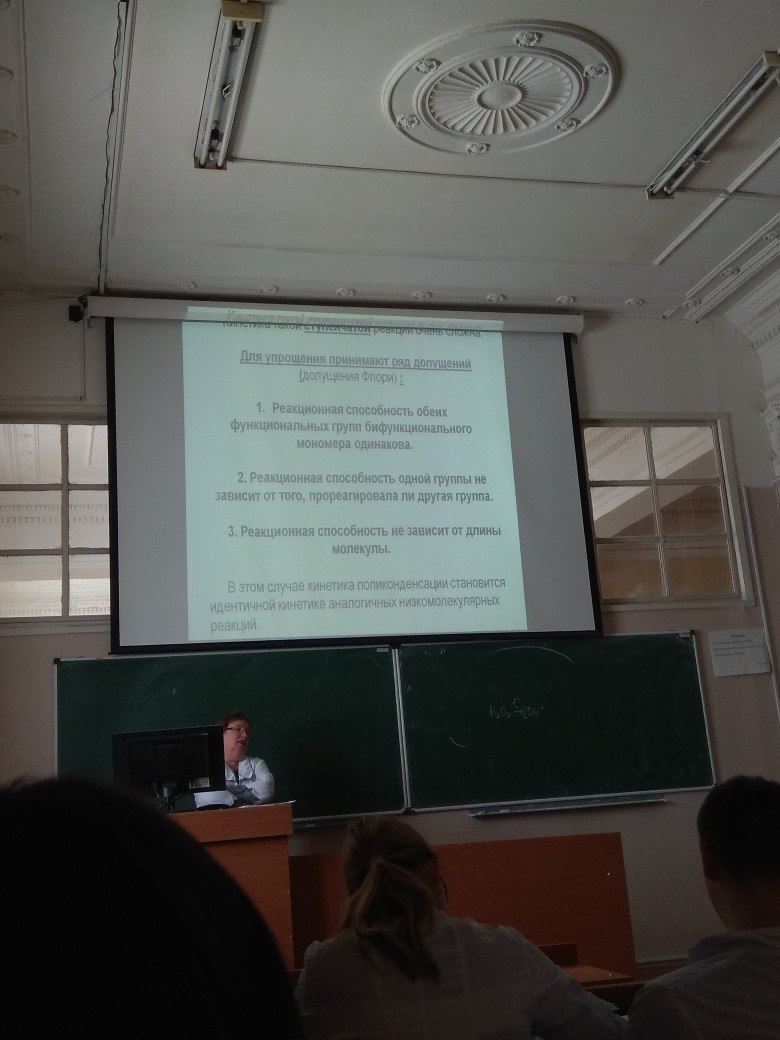 Кинетика такой ступенчатой реакции очень сложна.
Для упрощения принимают ряд допущений
(допущения Флори) :
1. Реакционная способность обеих
функциональных групп бифункционального
мономера одинакова.
2. Реакционная способность одной группы не
зависит от того, прореагировала ли другая группа.
3. Реакционная способность не зависит от длины
молекулы.
В этом случае кинетика поликонденсации становится
идентичной кинетике аналогичных низкомолекулярных
реакций.
H₂O₂ → 2OH•